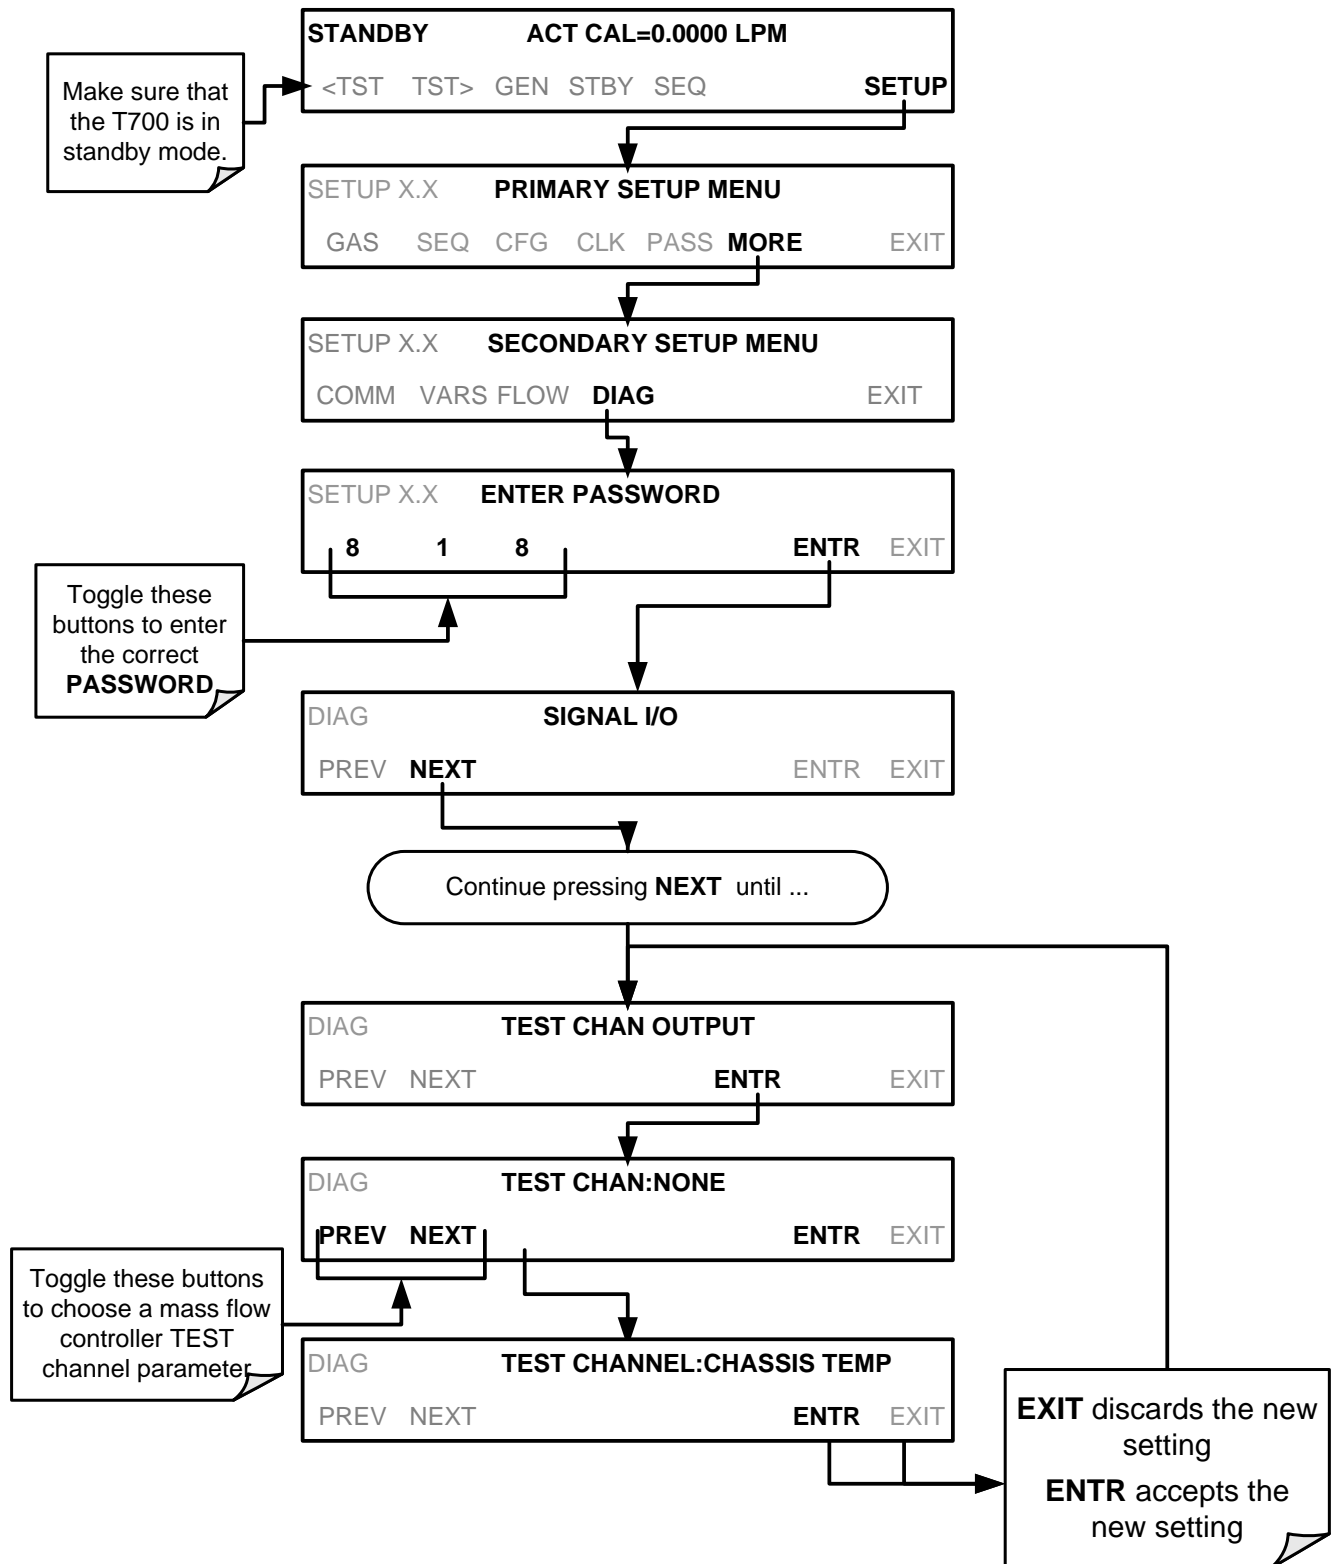 STANDBY ACT CAL=0.0000 LPM
<TST TST> GEN STBY SEQ SETUP
Make sure that
the T700 is in
standby mode.
SETUP X.X PRIMARY SETUP MENU
GAS SEQ CFG CLK PASS MORE EXIT
SETUP X.X SECONDARY SETUP MENU
COMM VARS FLOW DIAG EXIT
SETUP X.X ENTER PASSWORD
8 1 8 ENTR EXIT
Toggle these
buttons to enter
the correct
PASSWORD
DIAG SIGNAL I/O
PREV NEXT ENTR EXIT
Continue pressing NEXT until ...
DIAG TEST CHAN OUTPUT
PREV NEXT ENTR EXIT
DIAG TEST CHAN:NONE
PREV NEXT ENTR EXIT
Toggle these buttons
to choose a mass flow
controller TEST
channel parameter
DIAG TEST CHANNEL:CHASSIS TEMP
PREV NEXT ENTR EXIT
EXIT discards the new
setting
ENTR accepts the
new setting